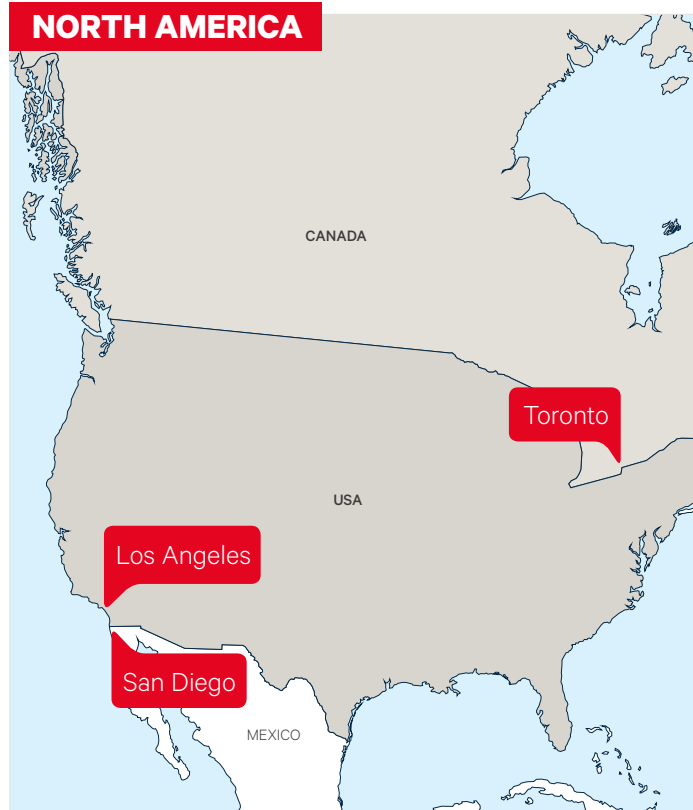 NORTH AMERICA
CANADA
Toronto
USA
Los Angeles
San Diego
MEXICO